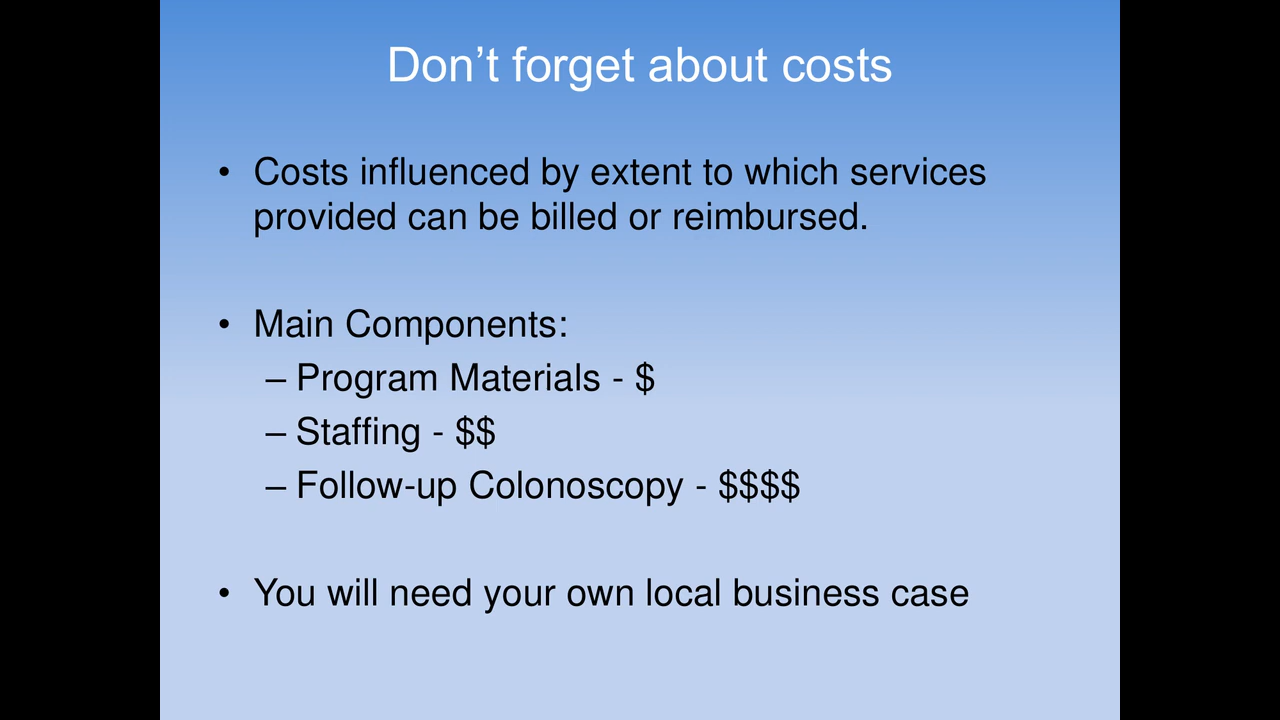 Don’t forget about costs
• Costs influenced by extent to which services
provided can be billed or reimbursed.
• Main Components:
– Program Materials - $
– Staffing - $$
– Follow-up Colonoscopy - $$$$
• You will need your own local business case